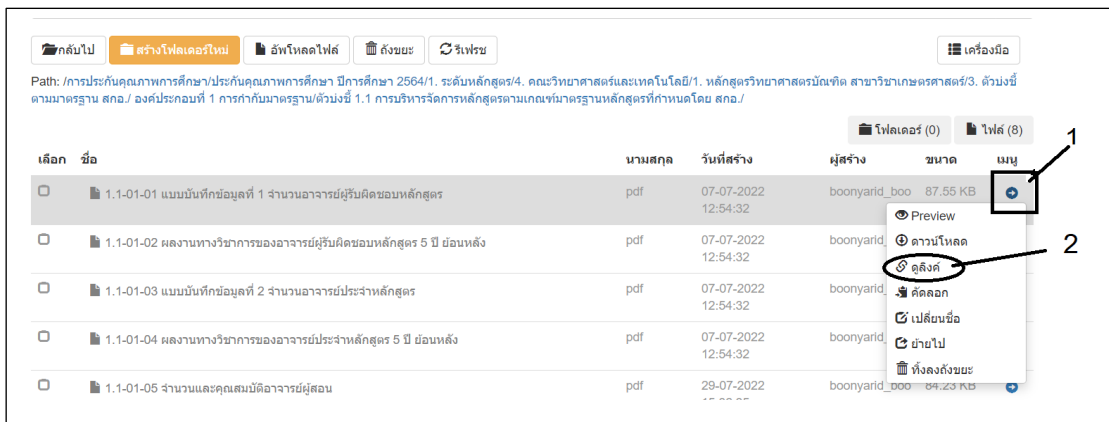 กลับไป สร้างโฟลเดอร์ใหม่ อัพโหลดไฟล์ ถังขยะ รีเฟรช เครื่องมือ
Path: /การประกันคุณภาพการศึกษา/ประกันคุณภาพการศึกษา ปีการศึกษา 2564/1. ระดับหลักสูตร/4. คณะวิทยาศาสตร์และเทคโนโลยี/1. หลักสูตรวิทยาศาสตรบัณฑิต สาขาวิชาเกษตรศาสตร์/3. ตัวบ่งชี้
ตามมาตรฐาน สกอ./ องค์ประกอบที่ 1 การกำกับมาตรฐาน/ตัวบ่งชี้ 1.1 การบริหารจัดการหลักสูตรตามเกณฑ์มาตรฐานหลักสูตรที่กำหนดโดย สกอ./
โฟลเดอร์ (0) ไฟล์ (8)
1
เลือก ชื่อ นามสกุล วันที่สร้าง ผู้สร้าง ขนาด เมนู
1.1-01-01 แบบบันทึกข้อมูลที่ 1 จำนวนอาจารย์ผู้รับผิดชอบหลักสูตร pdf 07-07-2022 boonyarid_boo 87.55 KB
12:54:32
Preview
1.1-01-02 ผลงานทางวิชาการของอาจารย์ผู้รับผิดชอบหลักสูตร 5 ปี ย้อนหลัง pdf 07-07-2022 boonyarid_ ดาวน์โหลด
12:54:32
2
ดูลิงค์
1.1-01-03 แบบบันทึกข้อมูลที่ 2 จำนวนอาจารย์ประจำหลักสูตร pdf 07-07-2022 boonyarid_ คัดลอก
12:54:32
เปลี่ยนชื่อ
1.1-01-04 ผลงานทางวิชาการของอาจารย์ประจำหลักสูตร 5 ปี ย้อนหลัง pdf 07-07-2022 boonyarid_ ย้ายไป
12:54:32
ทิ้งลงถังขยะ
1.1-01-05 จำนวนและคุณสมบัติอาจารย์ผู้สอน pdf 29-07-2022 boonyarid_boo 84.23 KB